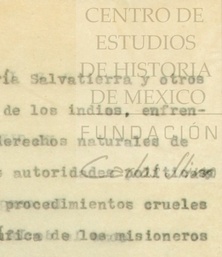 CENTRO DE
ESTUDIOS
DE HISTORIA
DE MEXICO
FUNDACIÓN
ría Salvatierra y otros
de los indios, enfren-
derechos naturales de
s autoridades políticas o
procedimientos crueles
ífica de los misioneros